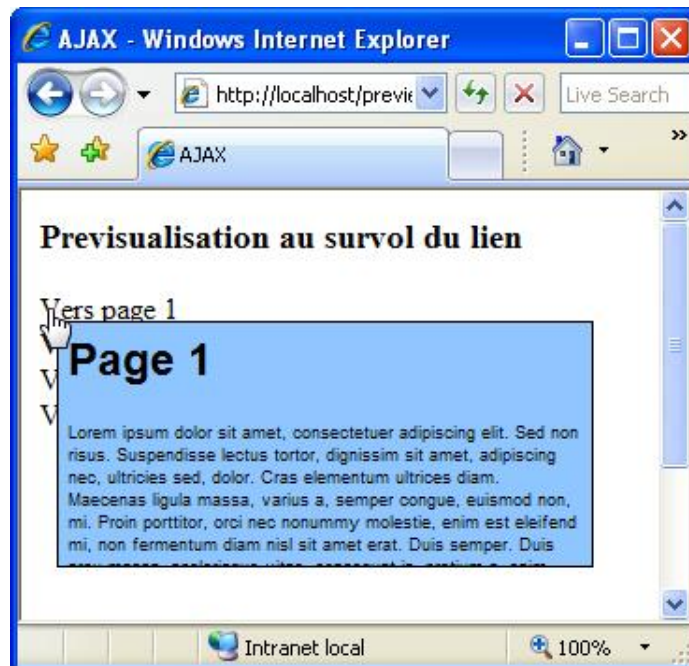 AJAX - Windows Internet Explorer
http://localhost/previe
Live Search
AJAX
Previsualisation au survol du lien
Vers page 1
V
V
V
Page 1
Lorem ipsum dolor sit amet, consectetuer adipiscing elit. Sed non
risus. Suspendisse lectus tortor, dignissim sit amet, adipiscing
nec, ultricies sed, dolor. Cras elementum ultrices diam.
Maecenas ligula massa, varius a, semper congue, euismod non,
mi. Proin porttitor, orci nec nonummy molestie, enim est eleifend
mi, non fermentum diam nisl sit amet erat. Duis semper. Duis
Intranet local
100%